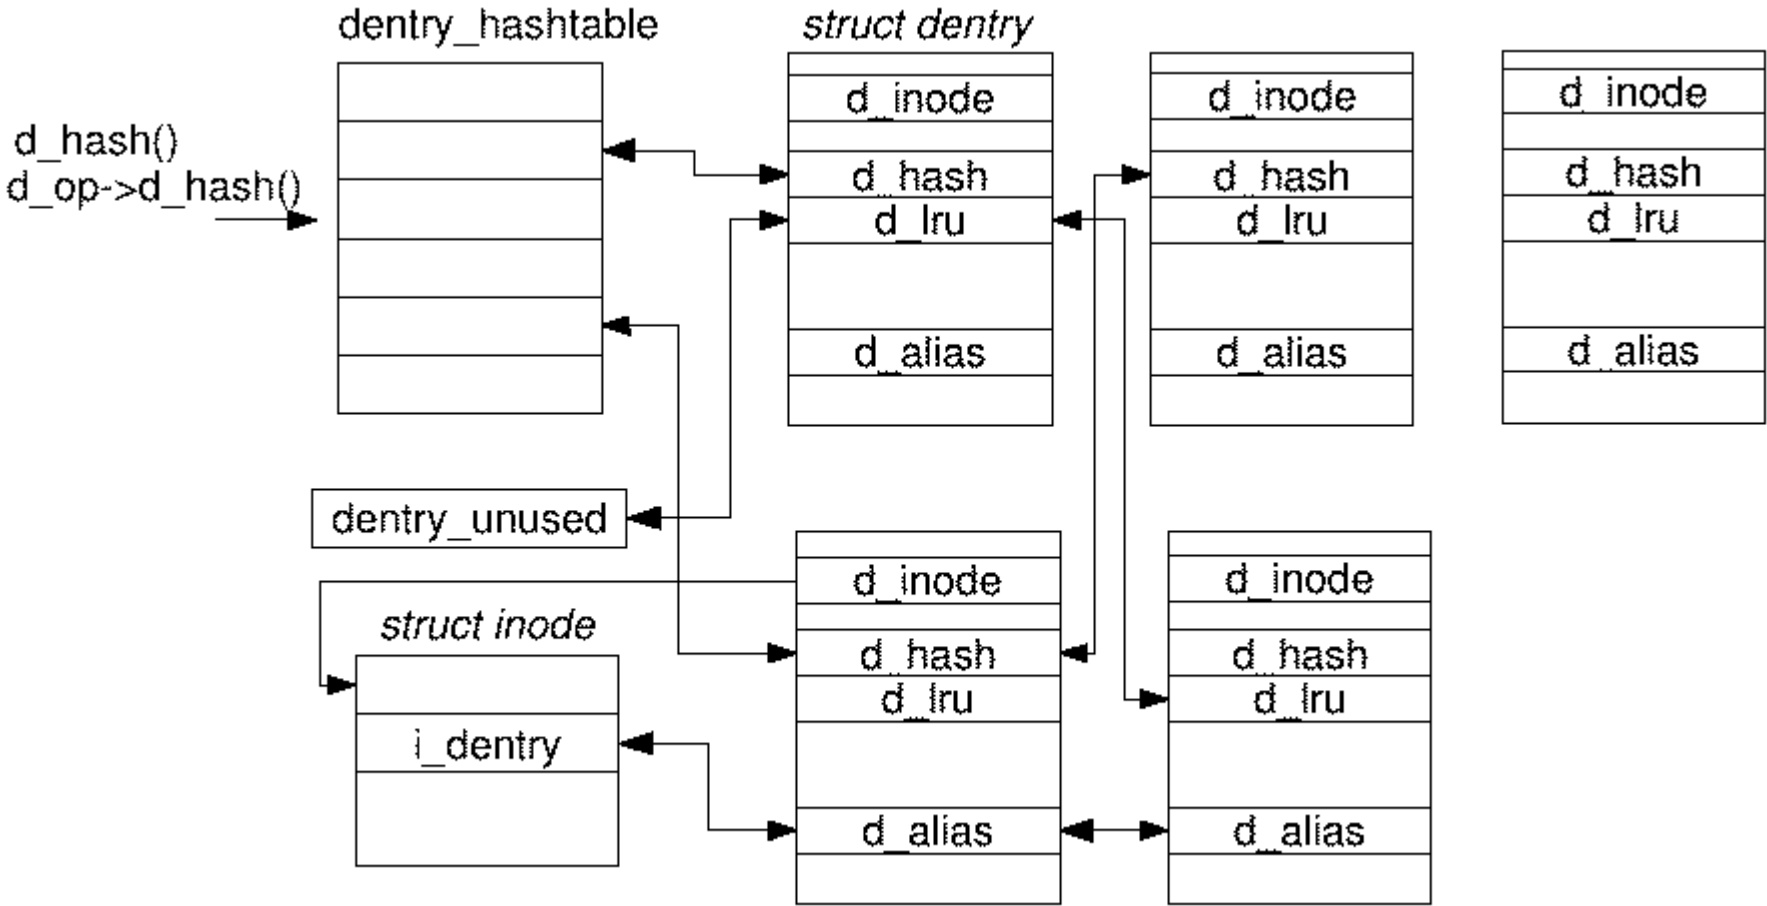 dentry_hashtable
struct dentry
d_hash()
d_op->d_hash()
d_inode
d_hash
d_lru
d_alias
d_inode
d_hash
d_lru
d_alias
d_inode
d_hash
d_lru
d_alias
dentry_unused
struct inode
i_dentry
d_inode
d_hash
d_lru
d_alias
d_inode
d_hash
d_lru
d_alias